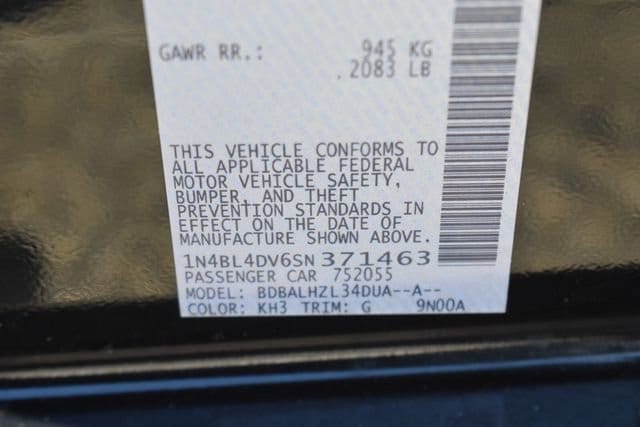 GAWR RR.: 945 KG
2083 LB
THIS VEHICLE CONFORMS TO
ALL APPLICABLE FEDERAL
MOTOR VEHICLE SAFETY,
BUMPER, AND THEFT
PREVENTION STANDARDS IN
EFFECT ON THE DATE OF
MANUFACTURE SHOWN ABOVE.
1N4BL4DV6SN371463
PASSENGER CAR 752055
MODEL: BDBALHZL34DUA--A--
COLOR: KH3 TRIM: G 9N00A